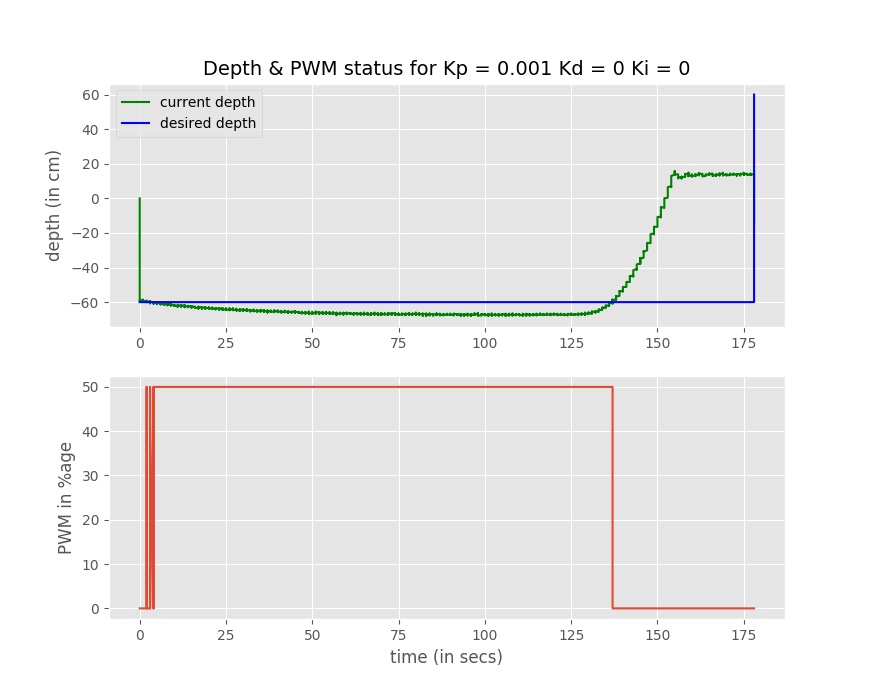 Depth & PWM status for Kp = 0.001 Kd = 0 Ki = 0
60
40
20
0
−20
−40
−60
depth (in cm)
current depth
desired depth
0 25 50 75 100 125 150 175
50
40
30
20
10
0
PWM in %age
0 25 50 75 100 125 150 175
time (in secs)